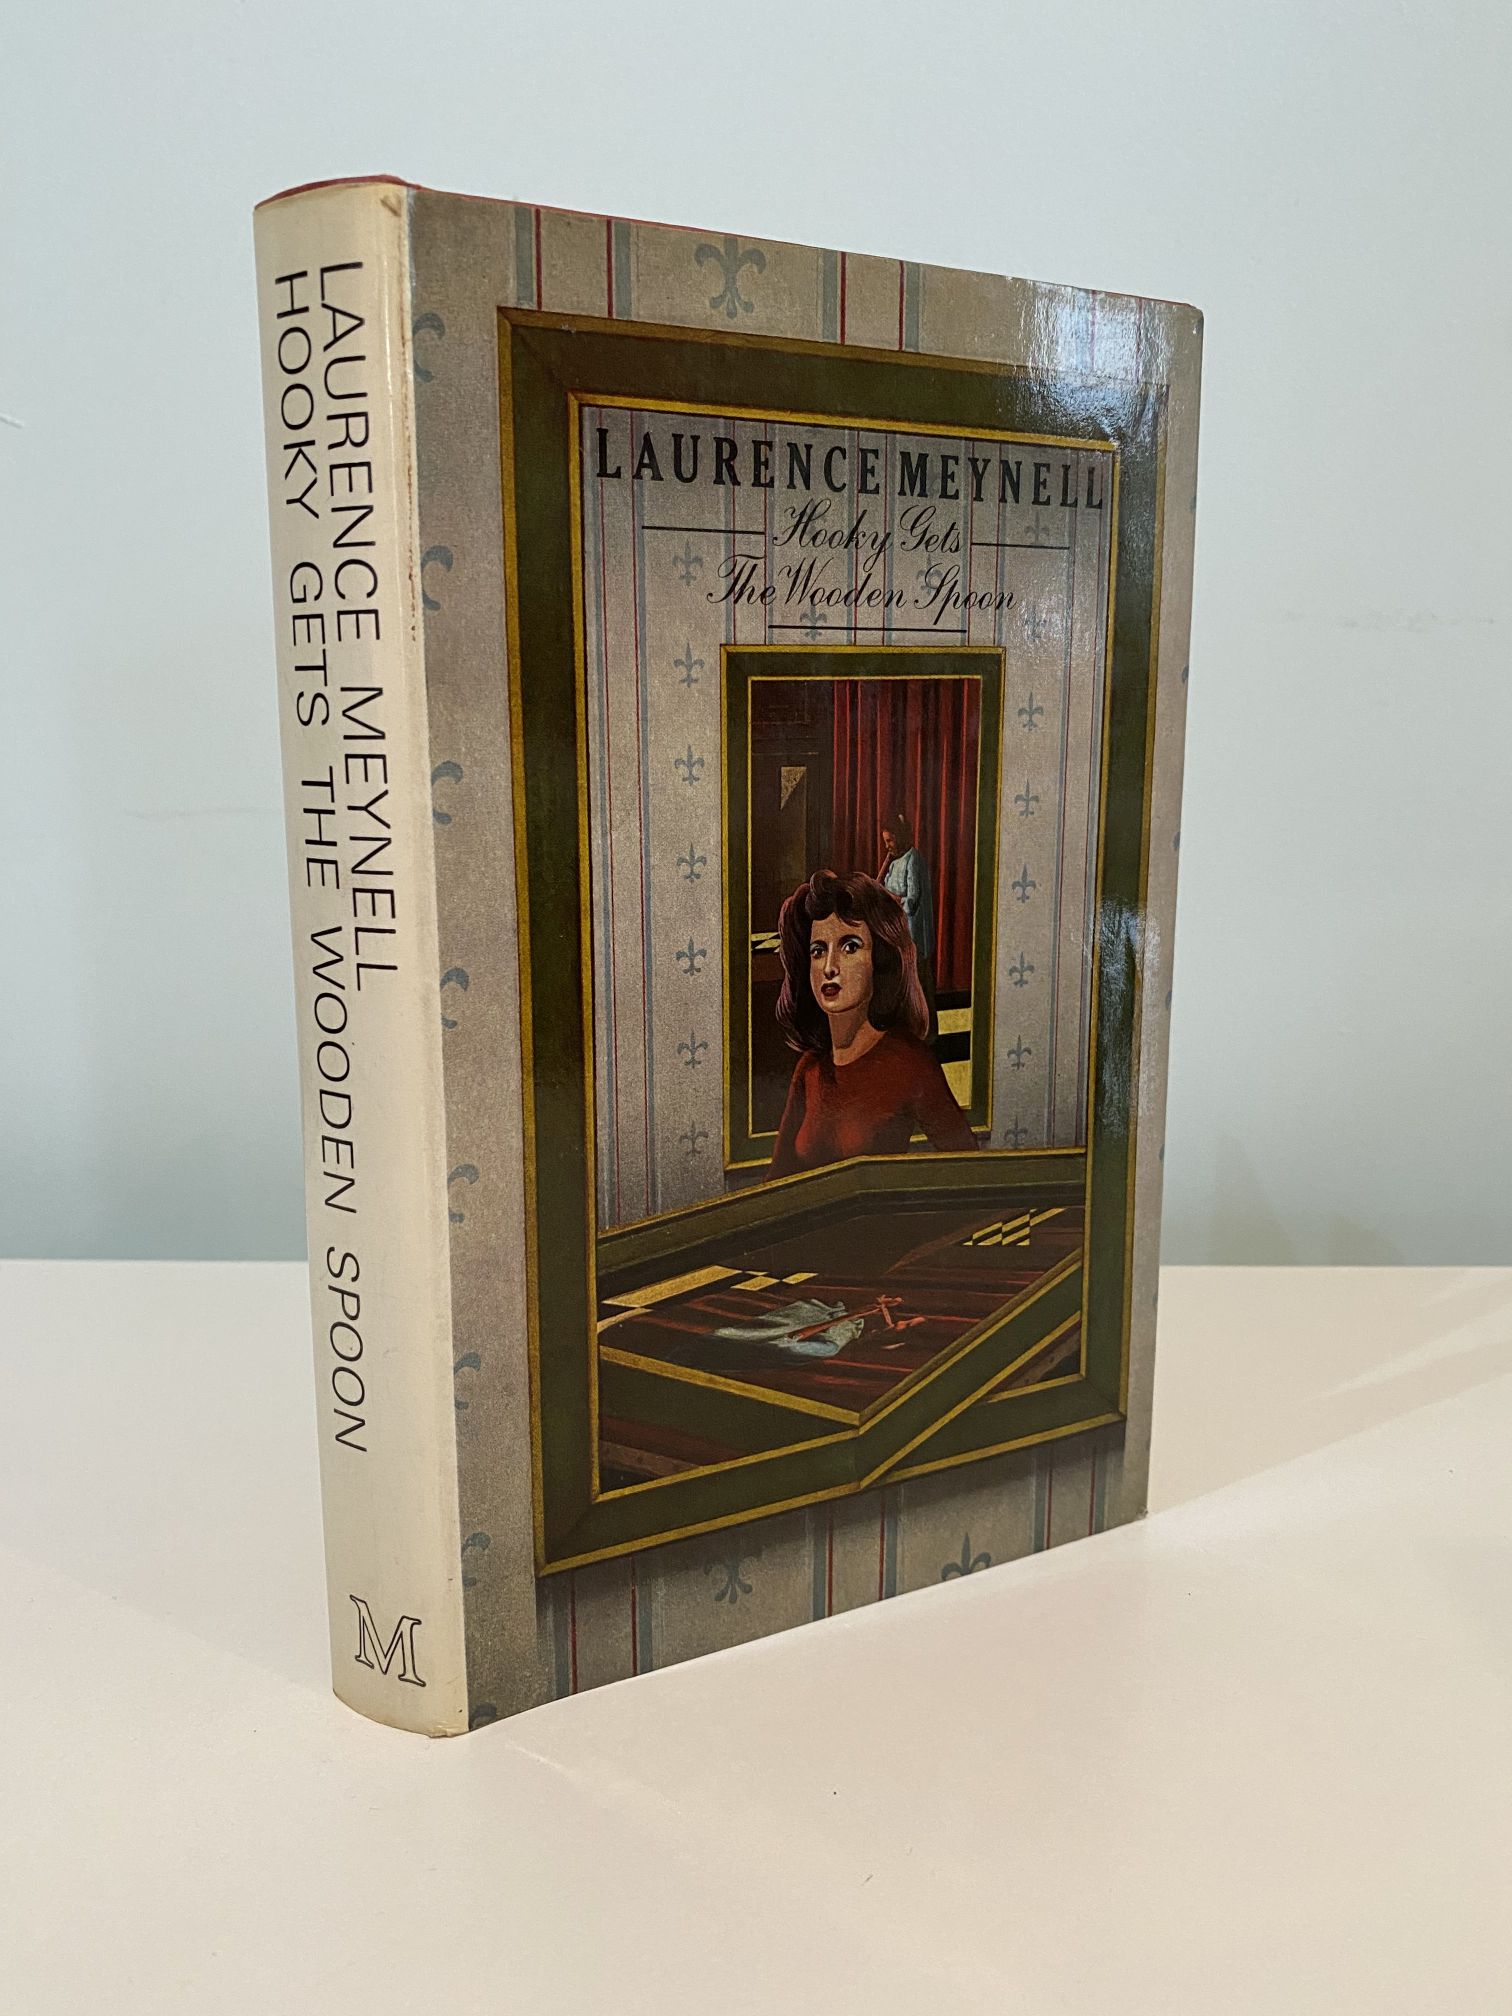 LAURENCE MEYNELL
HOOKY GETS THE WOODEN SPOON
M
LAURENCE MEYNELL
Hooky Gets
The Wooden Spoon